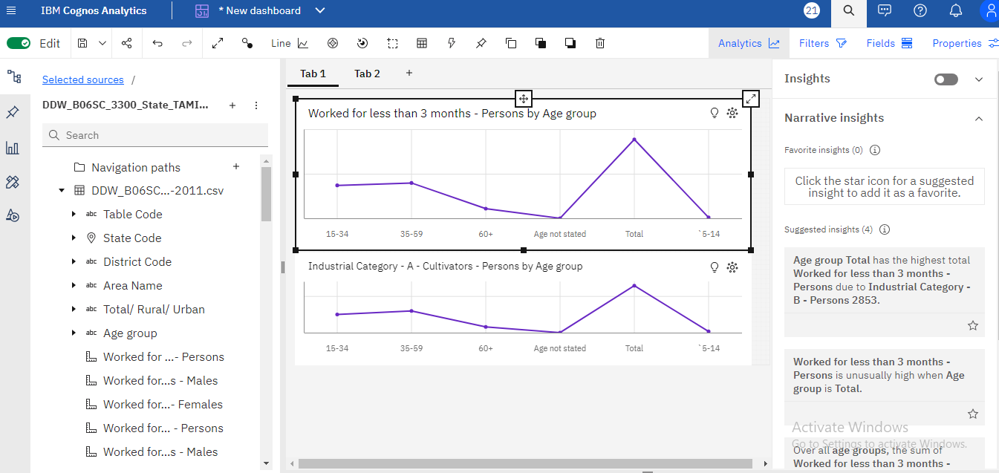 IBM Cognos Analytics
* New dashboard
21
Edit
Line
Analytics
Filters
Fields
Properties
Selected sources /
DDW_B06SC_3300_State_TAMI...
Search
Navigation paths
DDW_B06SC...-2011.csv
abc Table Code
State Code
abc District Code
abc Area Name
abc Total/ Rural/ Urban
abc Age group
Worked for ...- Persons
Worked for...s - Males
Worked for...- Females
Worked for... - Persons
Worked for...s - Males
Tab 1
Tab 2
Worked for less than 3 months - Persons by Age group
15-34
35-59
60+
Age not stated
Total
`5-14
Industrial Category - A - Cultivators - Persons by Age group
15-34
35-59
60+
Age not stated
Total
`5-14
Insights
Narrative insights
Favorite insights (0)
Click the star icon for a suggested
insight to add it as a favorite.
Suggested insights (4)
Age group Total has the highest total
Worked for less than 3 months -
Persons due to Industrial Category -
B - Persons 2853.
Worked for less than 3 months -
Persons is unusually high when Age
group is Total.
Activate Windows
Go to Settings to activate Windows.
Over all age groups, the sum of
Worked for less than 3 months -